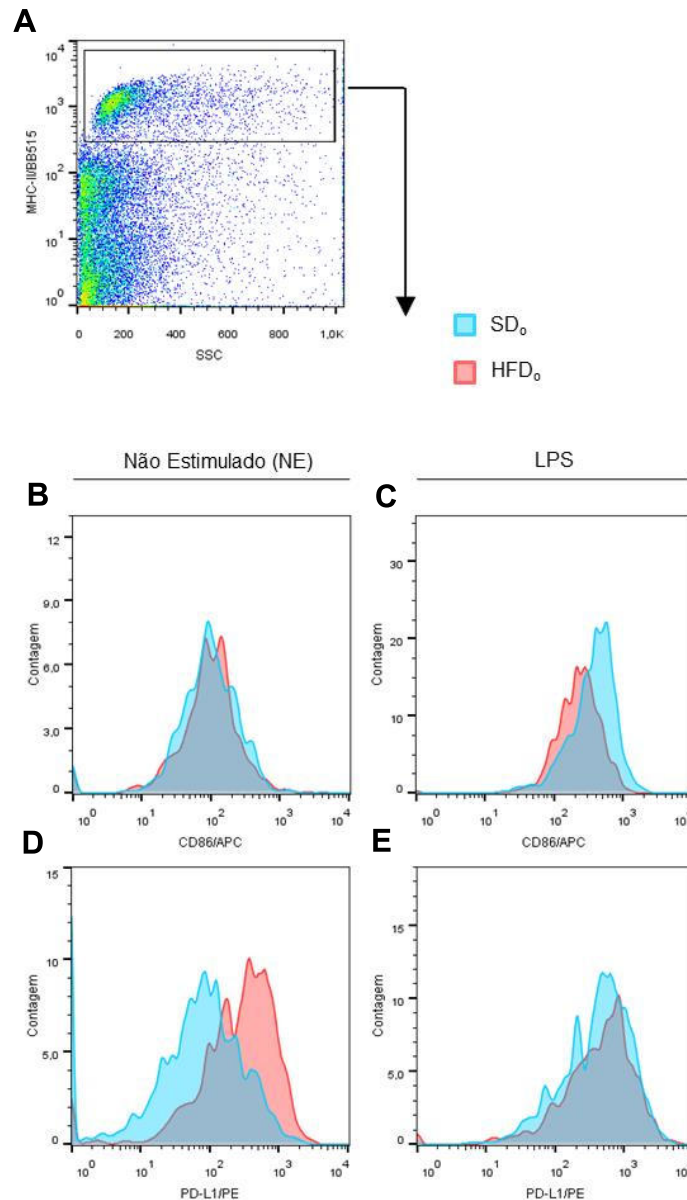 A
10⁴
10³
10²
10¹
10⁰
MHC-II/BB515
0 200 400 600 800 1,0K
SSC
SD₀
HFD₀
Não Estimulado (NE)
LPS
B
12
9,0
6,0
3,0
0
Contagem
10⁰ 10¹ 10² 10³ 10⁴
CD86/APC
C
30
20
10
0
Contagem
10⁰ 10¹ 10² 10³
CD86/APC
D
15
10
5,0
0
Contagem
10⁰ 10¹ 10² 10³ 10⁴
PD-L1/PE
E
15
10
5,0
0
Contagem
10⁰ 10¹ 10² 10³
PD-L1/PE